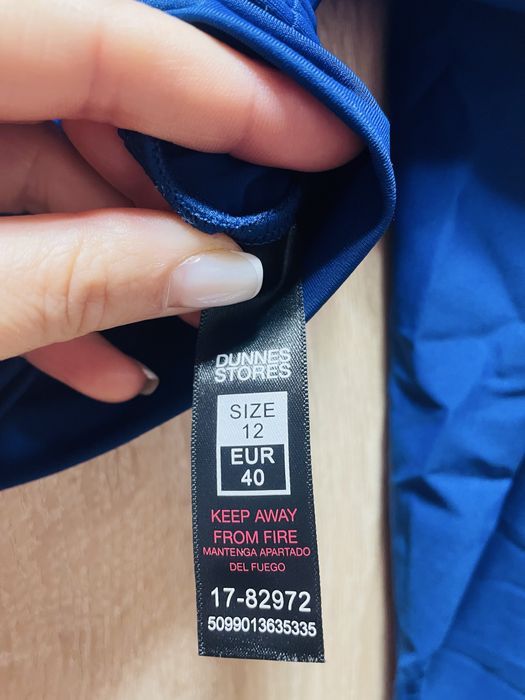 DUNNES
STORES
SIZE
12
EUR
40
KEEP AWAY
FROM FIRE
MANTENGA APARTADO
DEL FUEGO
17-82972
5099013635335